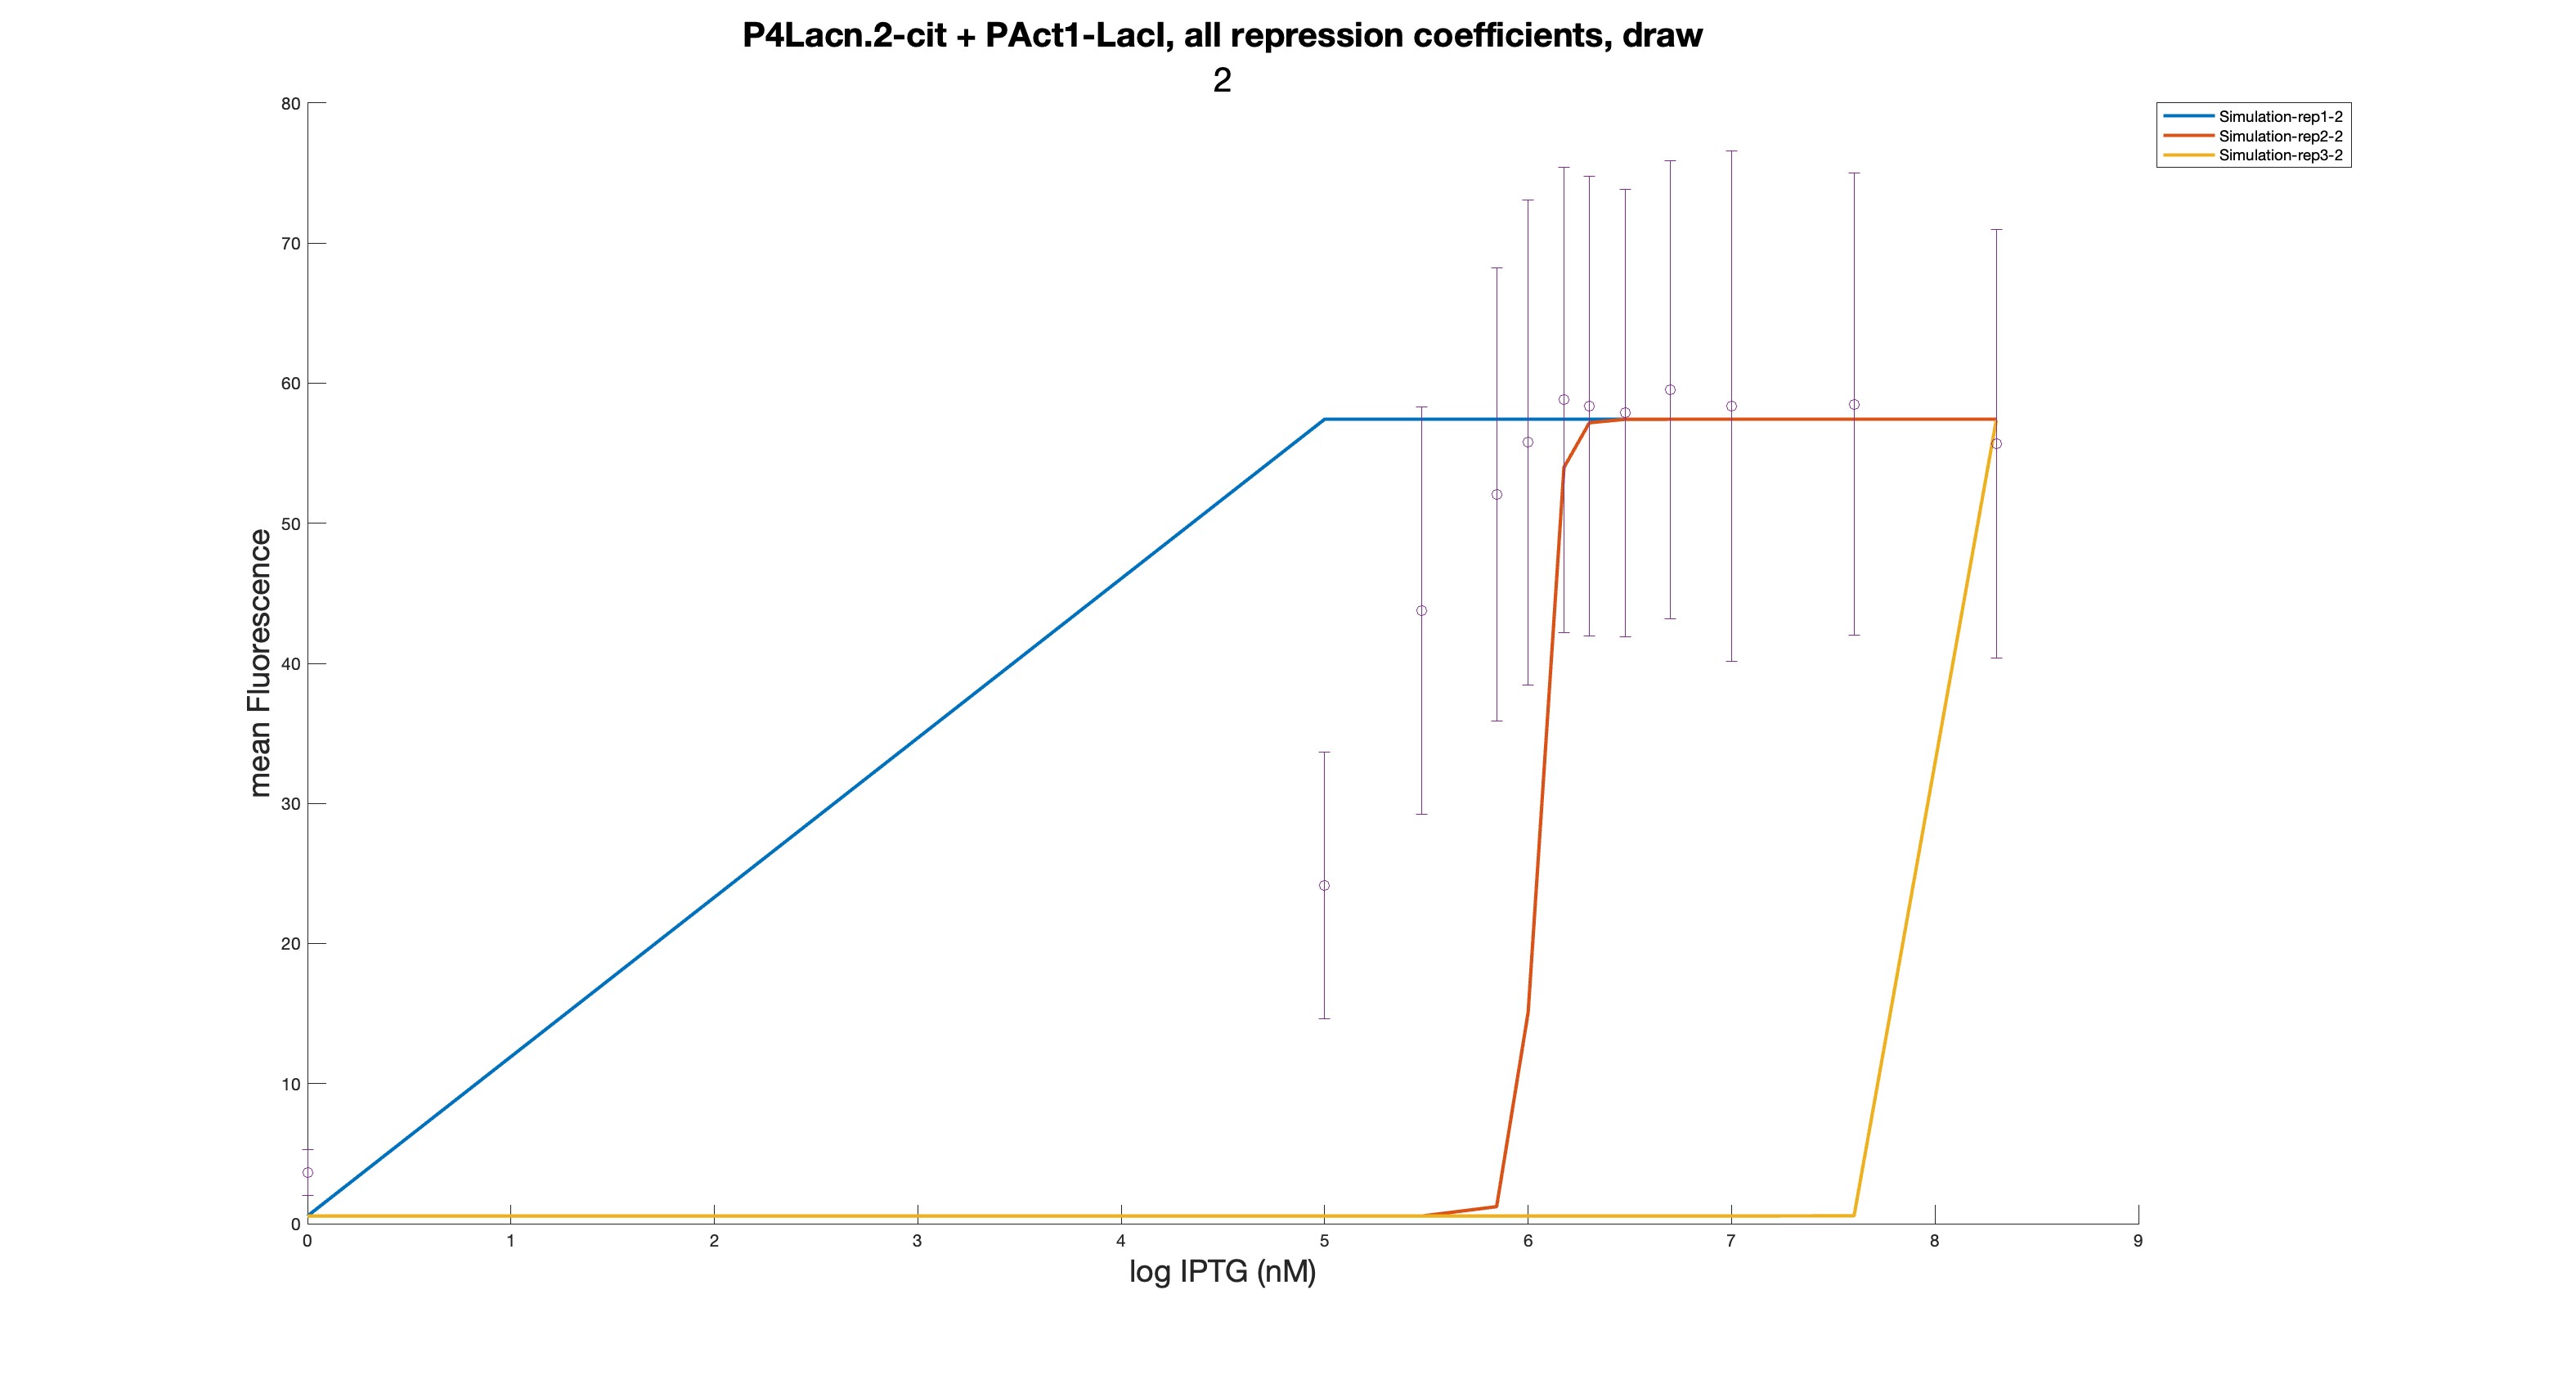 P4Lacn.2-cit + PAct1-LacI, all repression coefficients, draw
2
80
70
60
50
40
30
20
10
0
mean Fluorescence
0 1 2 3 4 5 6 7 8 9
log IPTG (nM)
Simulation-rep1-2
Simulation-rep2-2
Simulation-rep3-2